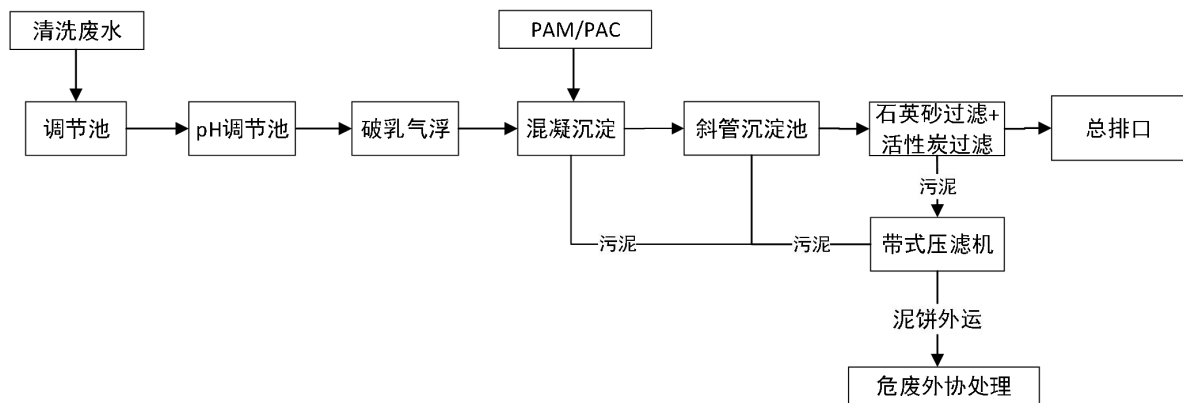 清洗废水
PAM/PAC
调节池
pH调节池
破乳气浮
混凝沉淀
斜管沉淀池
石英砂过滤+
活性炭过滤
总排口
污泥
污泥
污泥
带式压滤机
泥饼外运
危废外协处理